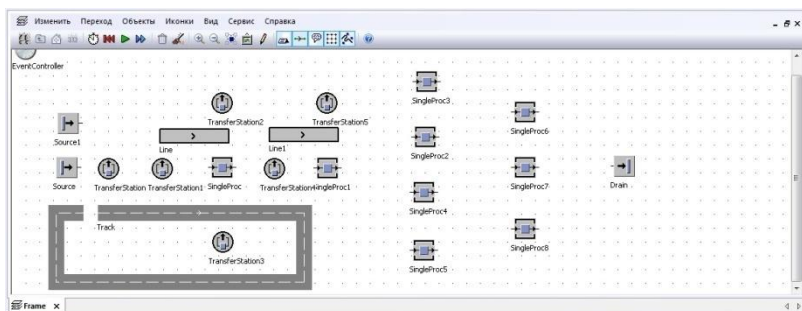 Изменить Переход Объекты Иконки Вид Сервис Справка
EventController
SingleProc3
TransferStation2 TransferStation5
SingleProc6
Source1
Line Line1
SingleProc2
Source TransferStation TransferStation1 SingleProc TransferStation4 SingleProc1
SingleProc7 Drain
SingleProc4
Track
SingleProc8
TransferStation3
SingleProc5
Frame x